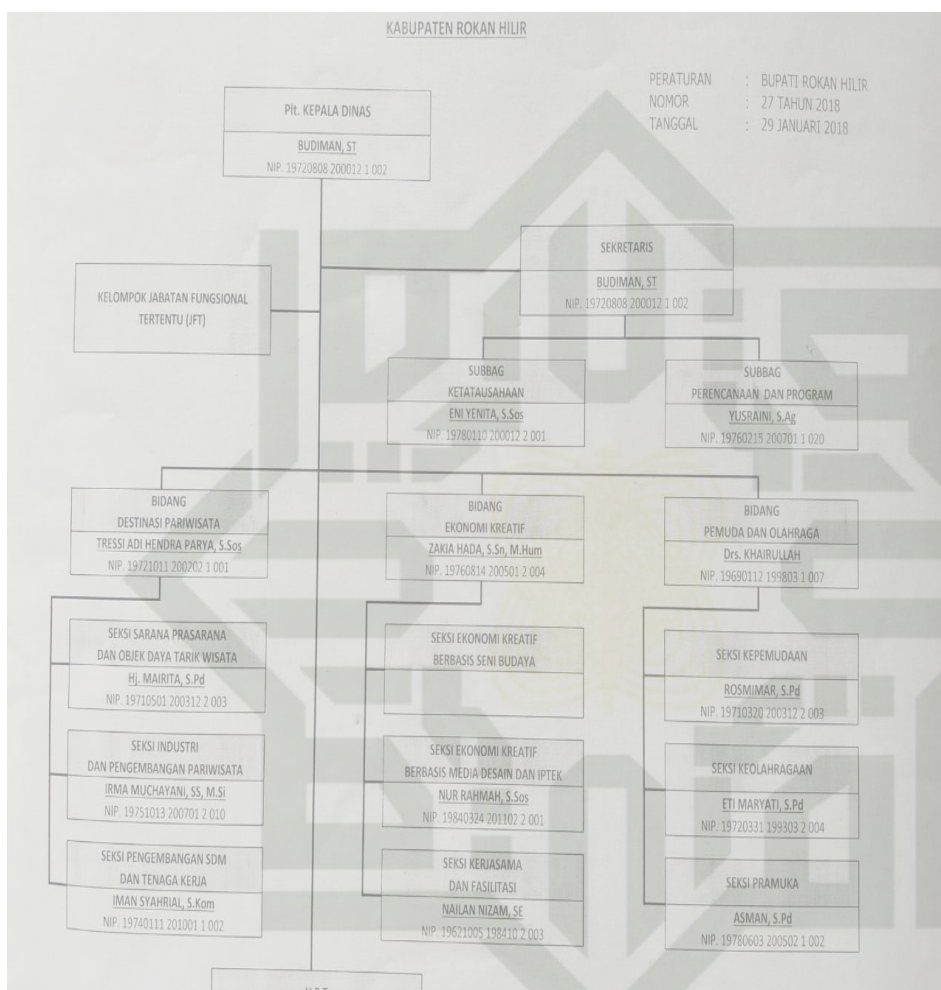 KABUPATEN ROKAN HILIR
PERATURAN : BUPATI ROKAN HILIR
NOMOR : 27 TAHUN 2018
TANGGAL : 29 JANUARI 2018
Plt. KEPALA DINAS
BUDIMAN, ST
NIP. 19720808 200012 1 002
SEKRETARIS
BUDIMAN, ST
NIP. 19720808 200012 1 002
KELOMPOK JABATAN FUNGSIONAL
TERTENTU (JFT)
SUBBAG
KETATAUSAHAAN
ENI YENITA, S.Sos
NIP. 19780110 200012 2 001
SUBBAG
PERENCANAAN DAN PROGRAM
YUSRAINI, S.Ag
NIP. 19760215 200701 1 020
BIDANG
DESTINASI PARIWISATA
TRESSI ADI HENDRA PARYA, S.Sos
NIP. 19721011 200202 1 001
BIDANG
EKONOMI KREATIF
ZAKIA HADA, S.Sn, M.Hum
NIP. 19760814 200501 2 004
BIDANG
PEMUDA DAN OLAHRAGA
Drs. KHAIRULLAH
NIP. 19690112 199803 1 007
SEKSI SARANA PRASARANA
DAN OBJEK DAYA TARIK WISATA
Hj. MAIRITA, S.Pd
NIP. 19710501 200312 2 003
SEKSI EKONOMI KREATIF
BERBASIS SENI BUDAYA
SEKSI KEPEMUDAAN
ROSMIMAR, S.Pd
NIP. 19710320 200312 2 003
SEKSI INDUSTRI
DAN PENGEMBANGAN PARIWISATA
IRMA MUCHAYANI, SS, M.Si
NIP. 19751013 200701 2 010
SEKSI EKONOMI KREATIF
BERBASIS MEDIA DESAIN DAN IPTEK
NUR RAHMAH, S.Sos
NIP. 19840324 201102 2 001
SEKSI KEOLAHRAGAAN
ETI MARYATI, S.Pd
NIP. 19720331 199303 2 004
SEKSI PENGEMBANGAN SDM
DAN TENAGA KERJA
IMAN SYAHRIAL, S.Kom
NIP. 19740111 201001 1 002
SEKSI KERJASAMA
DAN FASILITASI
NAILAN NIZAM, SE
NIP. 19621005 198410 2 003
SEKSI PRAMUKA
ASMAN, S.Pd
NIP. 19780603 200502 1 002